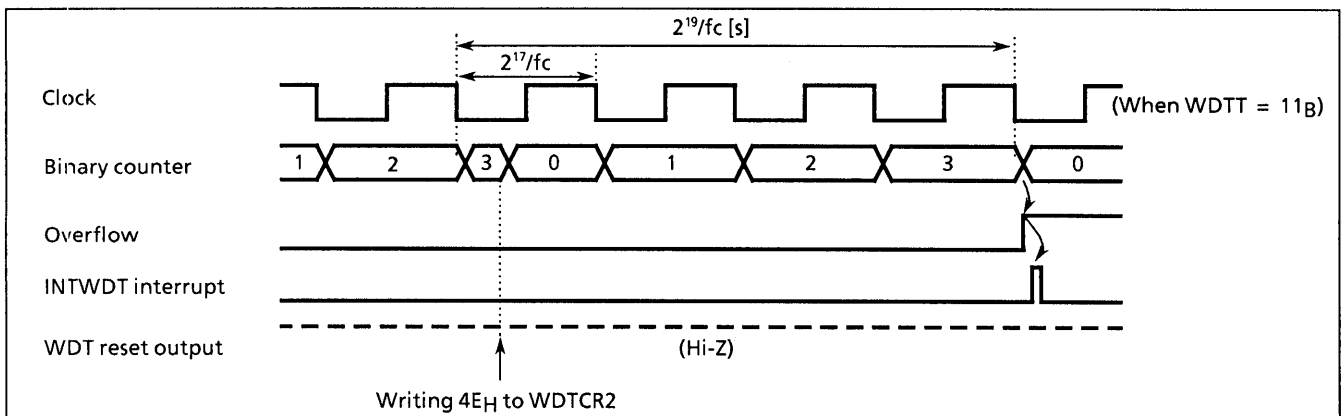 2¹⁹/fc [s]
2¹⁷/fc
Clock (When WDTT = 11B)
Binary counter 1 2 3 0 1 2 3 0
Overflow
INTWDT interrupt
WDT reset output (Hi-Z)
Writing 4EH to WDTCR2